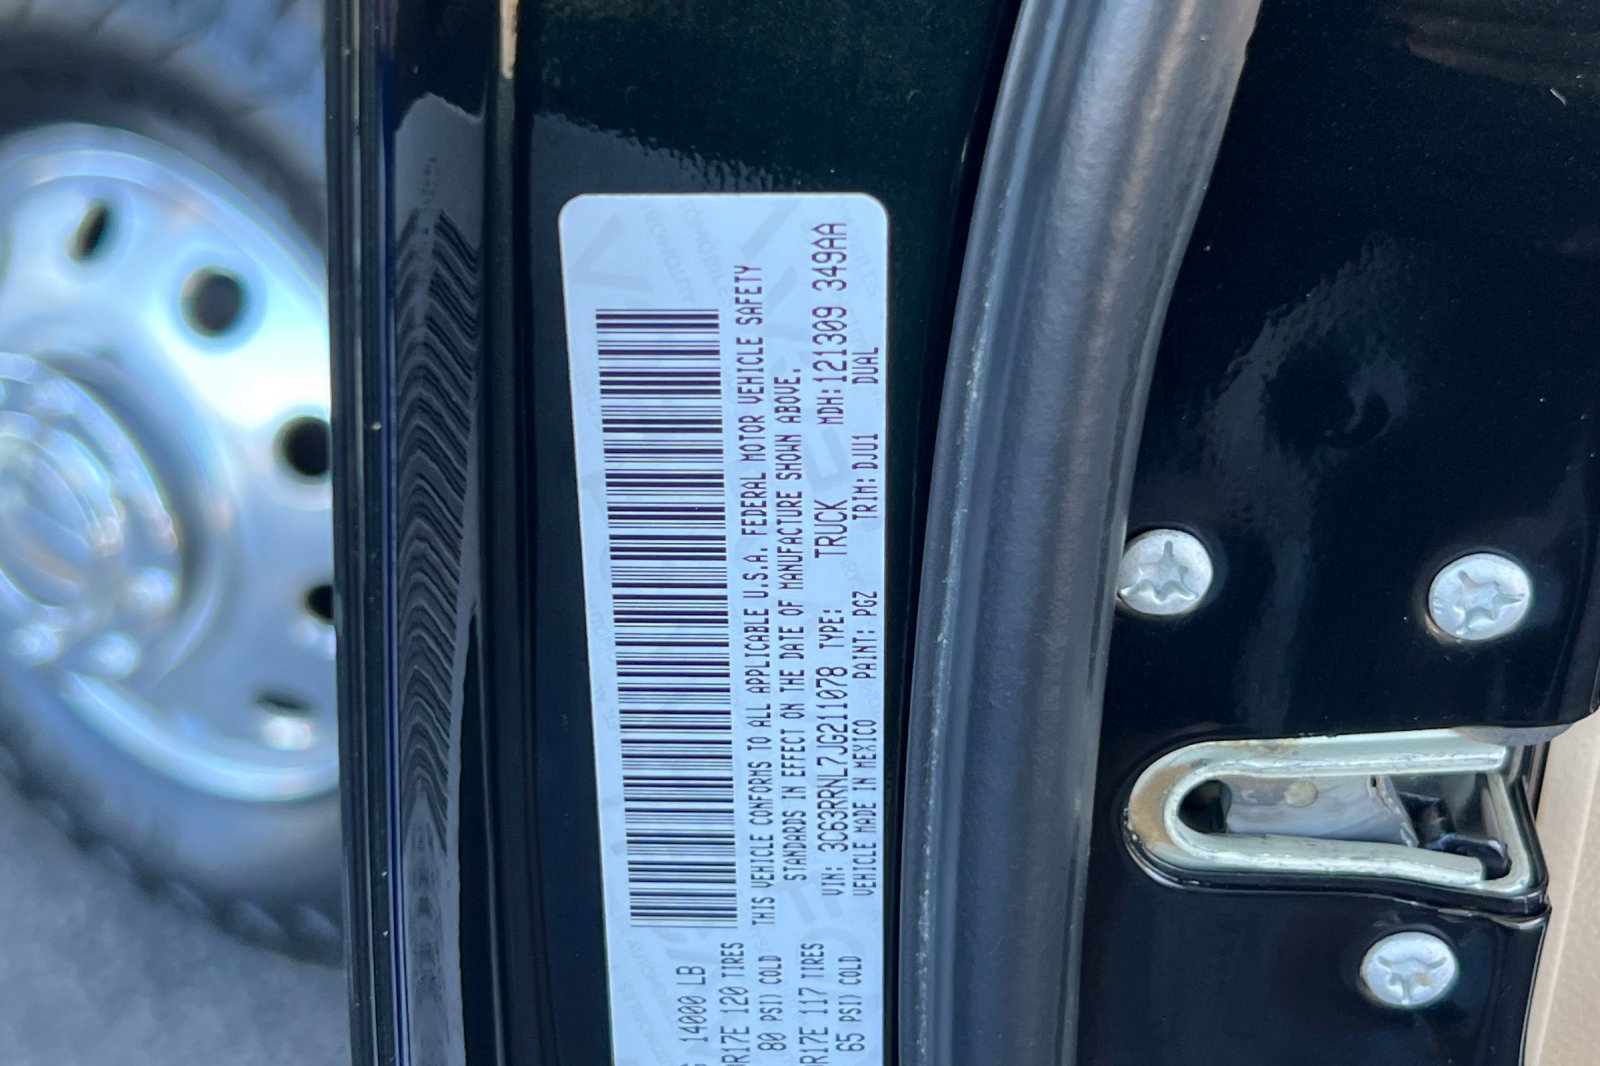 14000 LB
R17E 120 TIRES
80 PSI) COLD
R17E 117 TIRES
65 PSI) COLD
THIS VEHICLE CONFORMS TO ALL APPLICABLE U.S.A. FEDERAL MOTOR VEHICLE SAFETY
STANDARDS IN EFFECT ON THE DATE OF MANUFACTURE SHOWN ABOVE.
VIN: 3C63RRNL7JG211078 TYPE: TRUCK MDH:121309 349AA
VEHICLE MADE IN MEXICO PAINT: PGZ TRIM:DJU1 DUAL